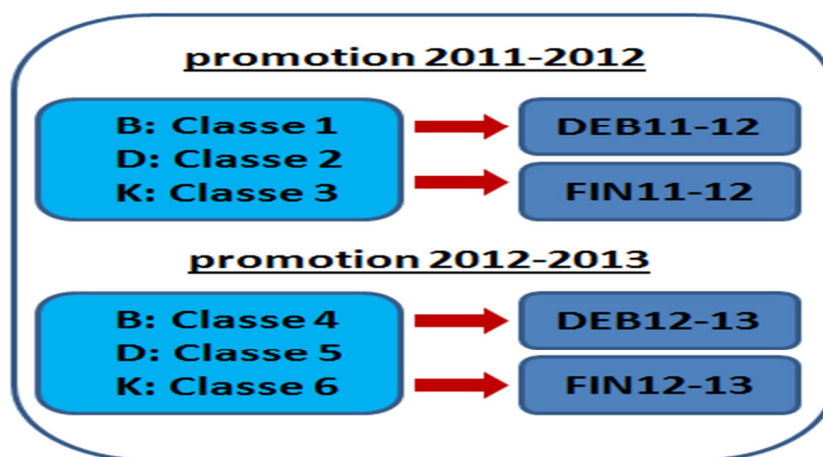 promotion 2011-2012
B: Classe 1
D: Classe 2
K: Classe 3
DEB11-12
FIN11-12
promotion 2012-2013
B: Classe 4
D: Classe 5
K: Classe 6
DEB12-13
FIN12-13